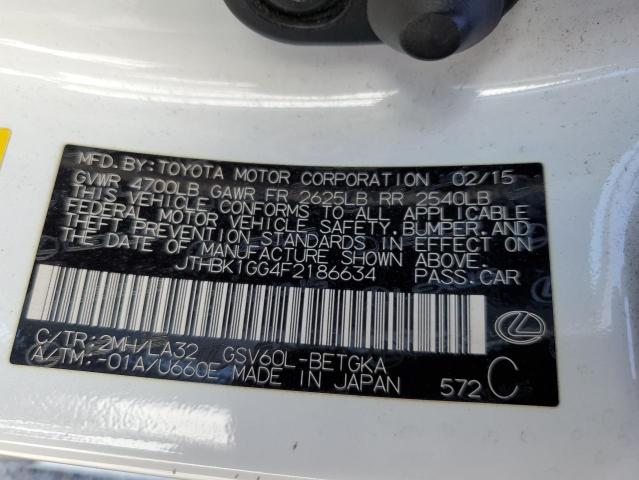 MFD.BY:TOYOTA MOTOR CORPORATION 02/15
GVWR 4700LB GAWR FR 2625LB RR 2540LB
THIS VEHICLE CONFORMS TO ALL APPLICABLE
FEDERAL MOTOR VEHICLE SAFETY,BUMPER,AND
THEFT PREVENTION STANDARDS IN EFFECT ON
THE DATE OF MANUFACTURE SHOWN ABOVE.
JTHBK1GG4F2186634 PASS.CAR
C/TR:2MH/LA32 GSV60L-BETGKA
A/TM:-01A/U660E MADE IN JAPAN 572 C